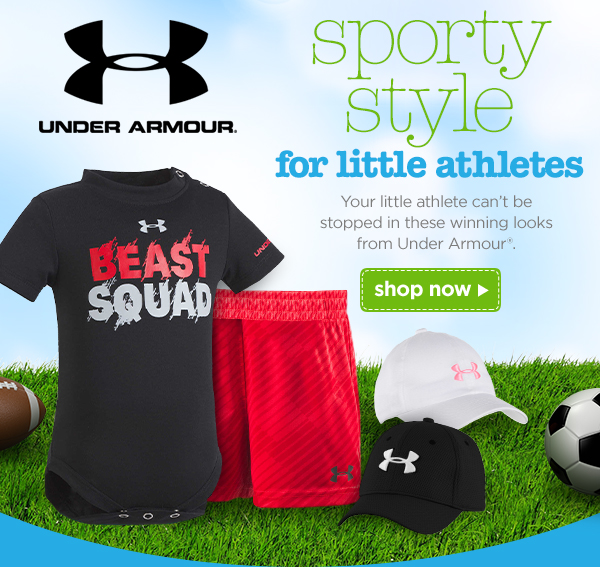 UNDER ARMOUR.
sporty
style
for little athletes
Your little athlete can't be
stopped in these winning looks
from Under Armour®.
shop now
BEAST
SQUAD